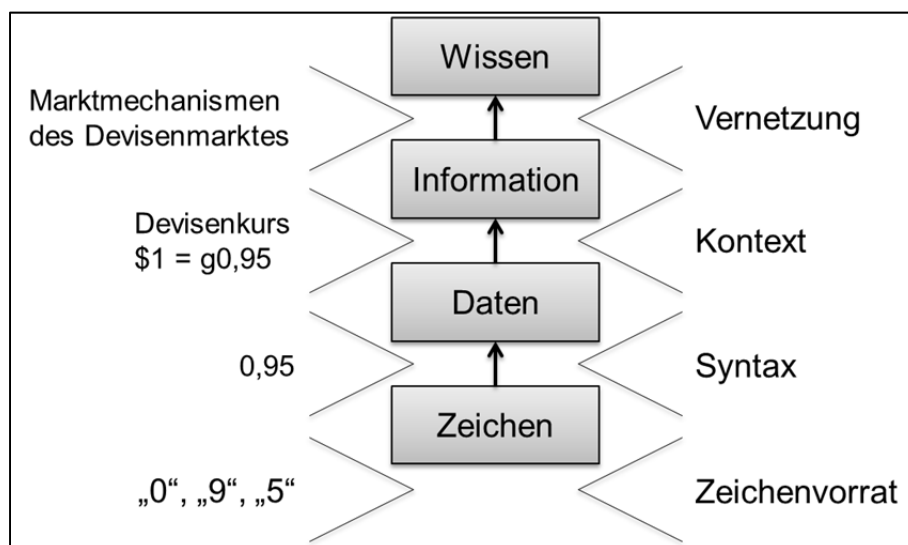 Wissen
Marktmechanismen
des Devisenmarktes
Vernetzung
Information
Devisenkurs
$1 = g0,95
Kontext
Daten
0,95
Syntax
Zeichen
„0“, „9“, „5“
Zeichenvorrat